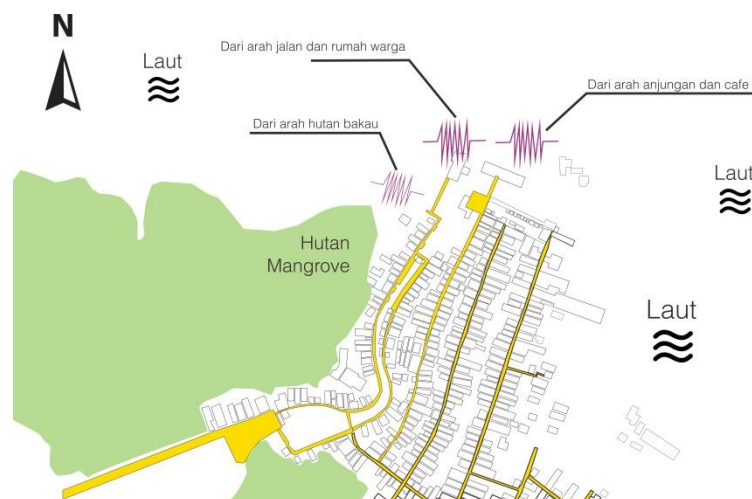 N
Laut
Dari arah jalan dan rumah warga
Dari arah anjungan dan cafe
Dari arah hutan bakau
Laut
Hutan
Mangrove
Laut